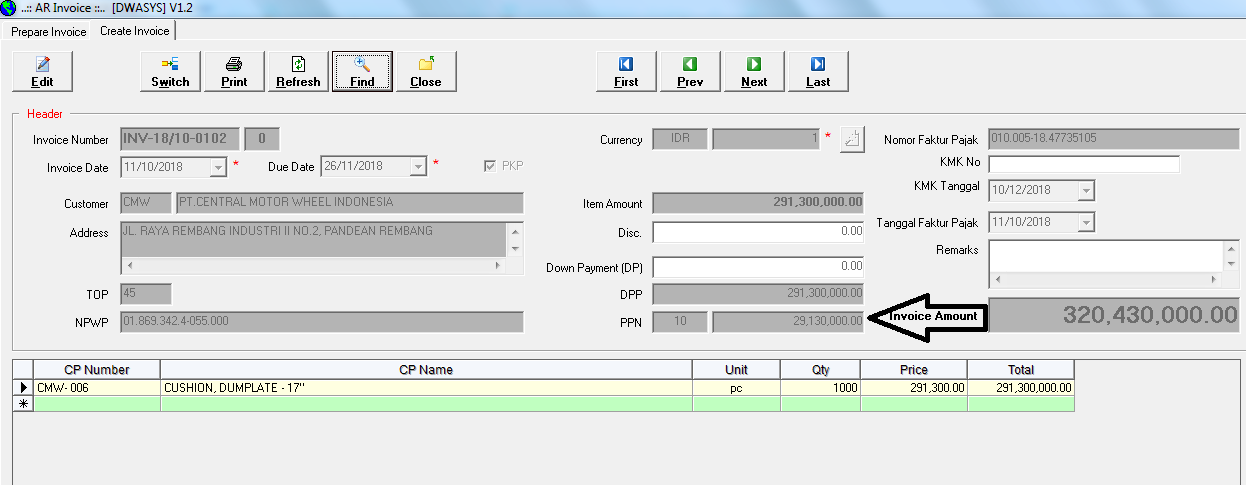 ..:: AR Invoice ::.. [DWASYS] V1.2
Prepare Invoice Create Invoice
Edit Switch Print Refresh Find Close First Prev Next Last
Header
Invoice Number INV-18/10-0102 0 Currency IDR 1 * Nomor Faktur Pajak 010.005-18.47735105
Invoice Date 11/10/2018 * Due Date 26/11/2018 * PKP KMK No
KMK Tanggal 10/12/2018
Customer CMW PT.CENTRAL MOTOR WHEEL INDONESIA Item Amount 291,300,000.00
Address JL. RAYA REMBANG INDUSTRI II NO.2, PANDEAN REMBANG Disc. 0.00 Tanggal Faktur Pajak 11/10/2018
Remarks
Down Payment (DP) 0.00
TOP 45 DPP 291,300,000.00
NPWP 01.869.342.4-055.000 PPN 10 29,130,000.00 Invoice Amount 320,430,000.00
CP Number CP Name Unit Qty Price Total
CMW- 006 CUSHION, DUMPLATE - 17" pc 1000 291,300.00 291,300,000.00